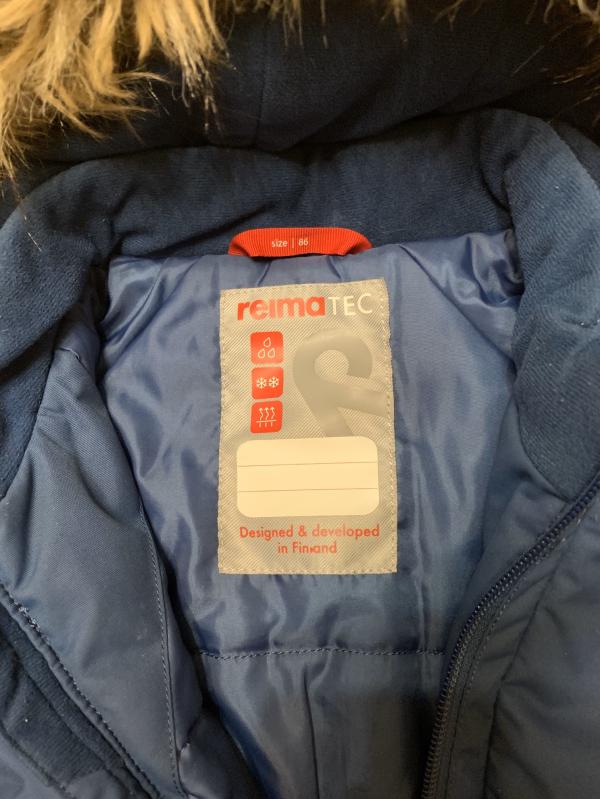 size | 86
reimaTEC
Designed & developed
in Finland